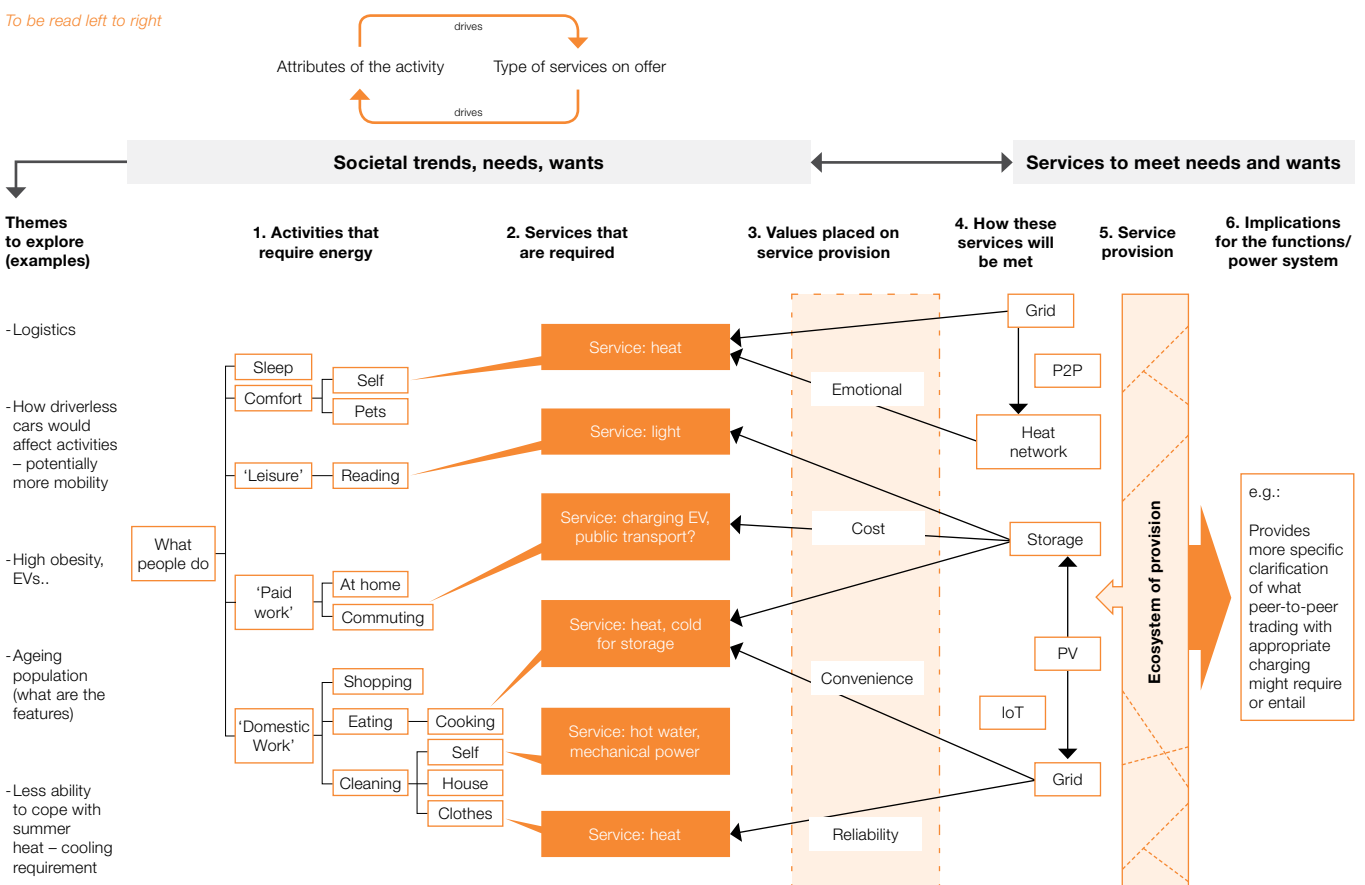 To be read left to right
drives
Attributes of the activity
Type of services on offer
drives
Societal trends, needs, wants
Services to meet needs and wants
Themes
to explore
(examples)
1. Activities that
require energy
2. Services that
are required
3. Values placed on
service provision
4. How these
services will
be met
5. Service
provision
6. Implications
for the functions/
power system
- Logistics
- How driverless
cars would
affect activities
– potentially
more mobility
- High obesity,
EVs..
- Ageing
population
(what are the
features)
- Less ability
to cope with
summer
heat – cooling
requirement
What
people do
Sleep
Comfort
Self
Pets
'Leisure'
Reading
'Paid
work'
At home
Commuting
'Domestic
Work'
Shopping
Eating
Cooking
Cleaning
Self
House
Clothes
Service: heat
Service: light
Service: charging EV,
public transport?
Service: heat, cold
for storage
Service: hot water,
mechanical power
Service: heat
Emotional
Cost
Convenience
Reliability
Grid
P2P
Heat
network
Storage
PV
IoT
Grid
Ecosystem of provision
e.g.:
Provides
more specific
clarification
of what
peer-to-peer
trading with
appropriate
charging
might require
or entail